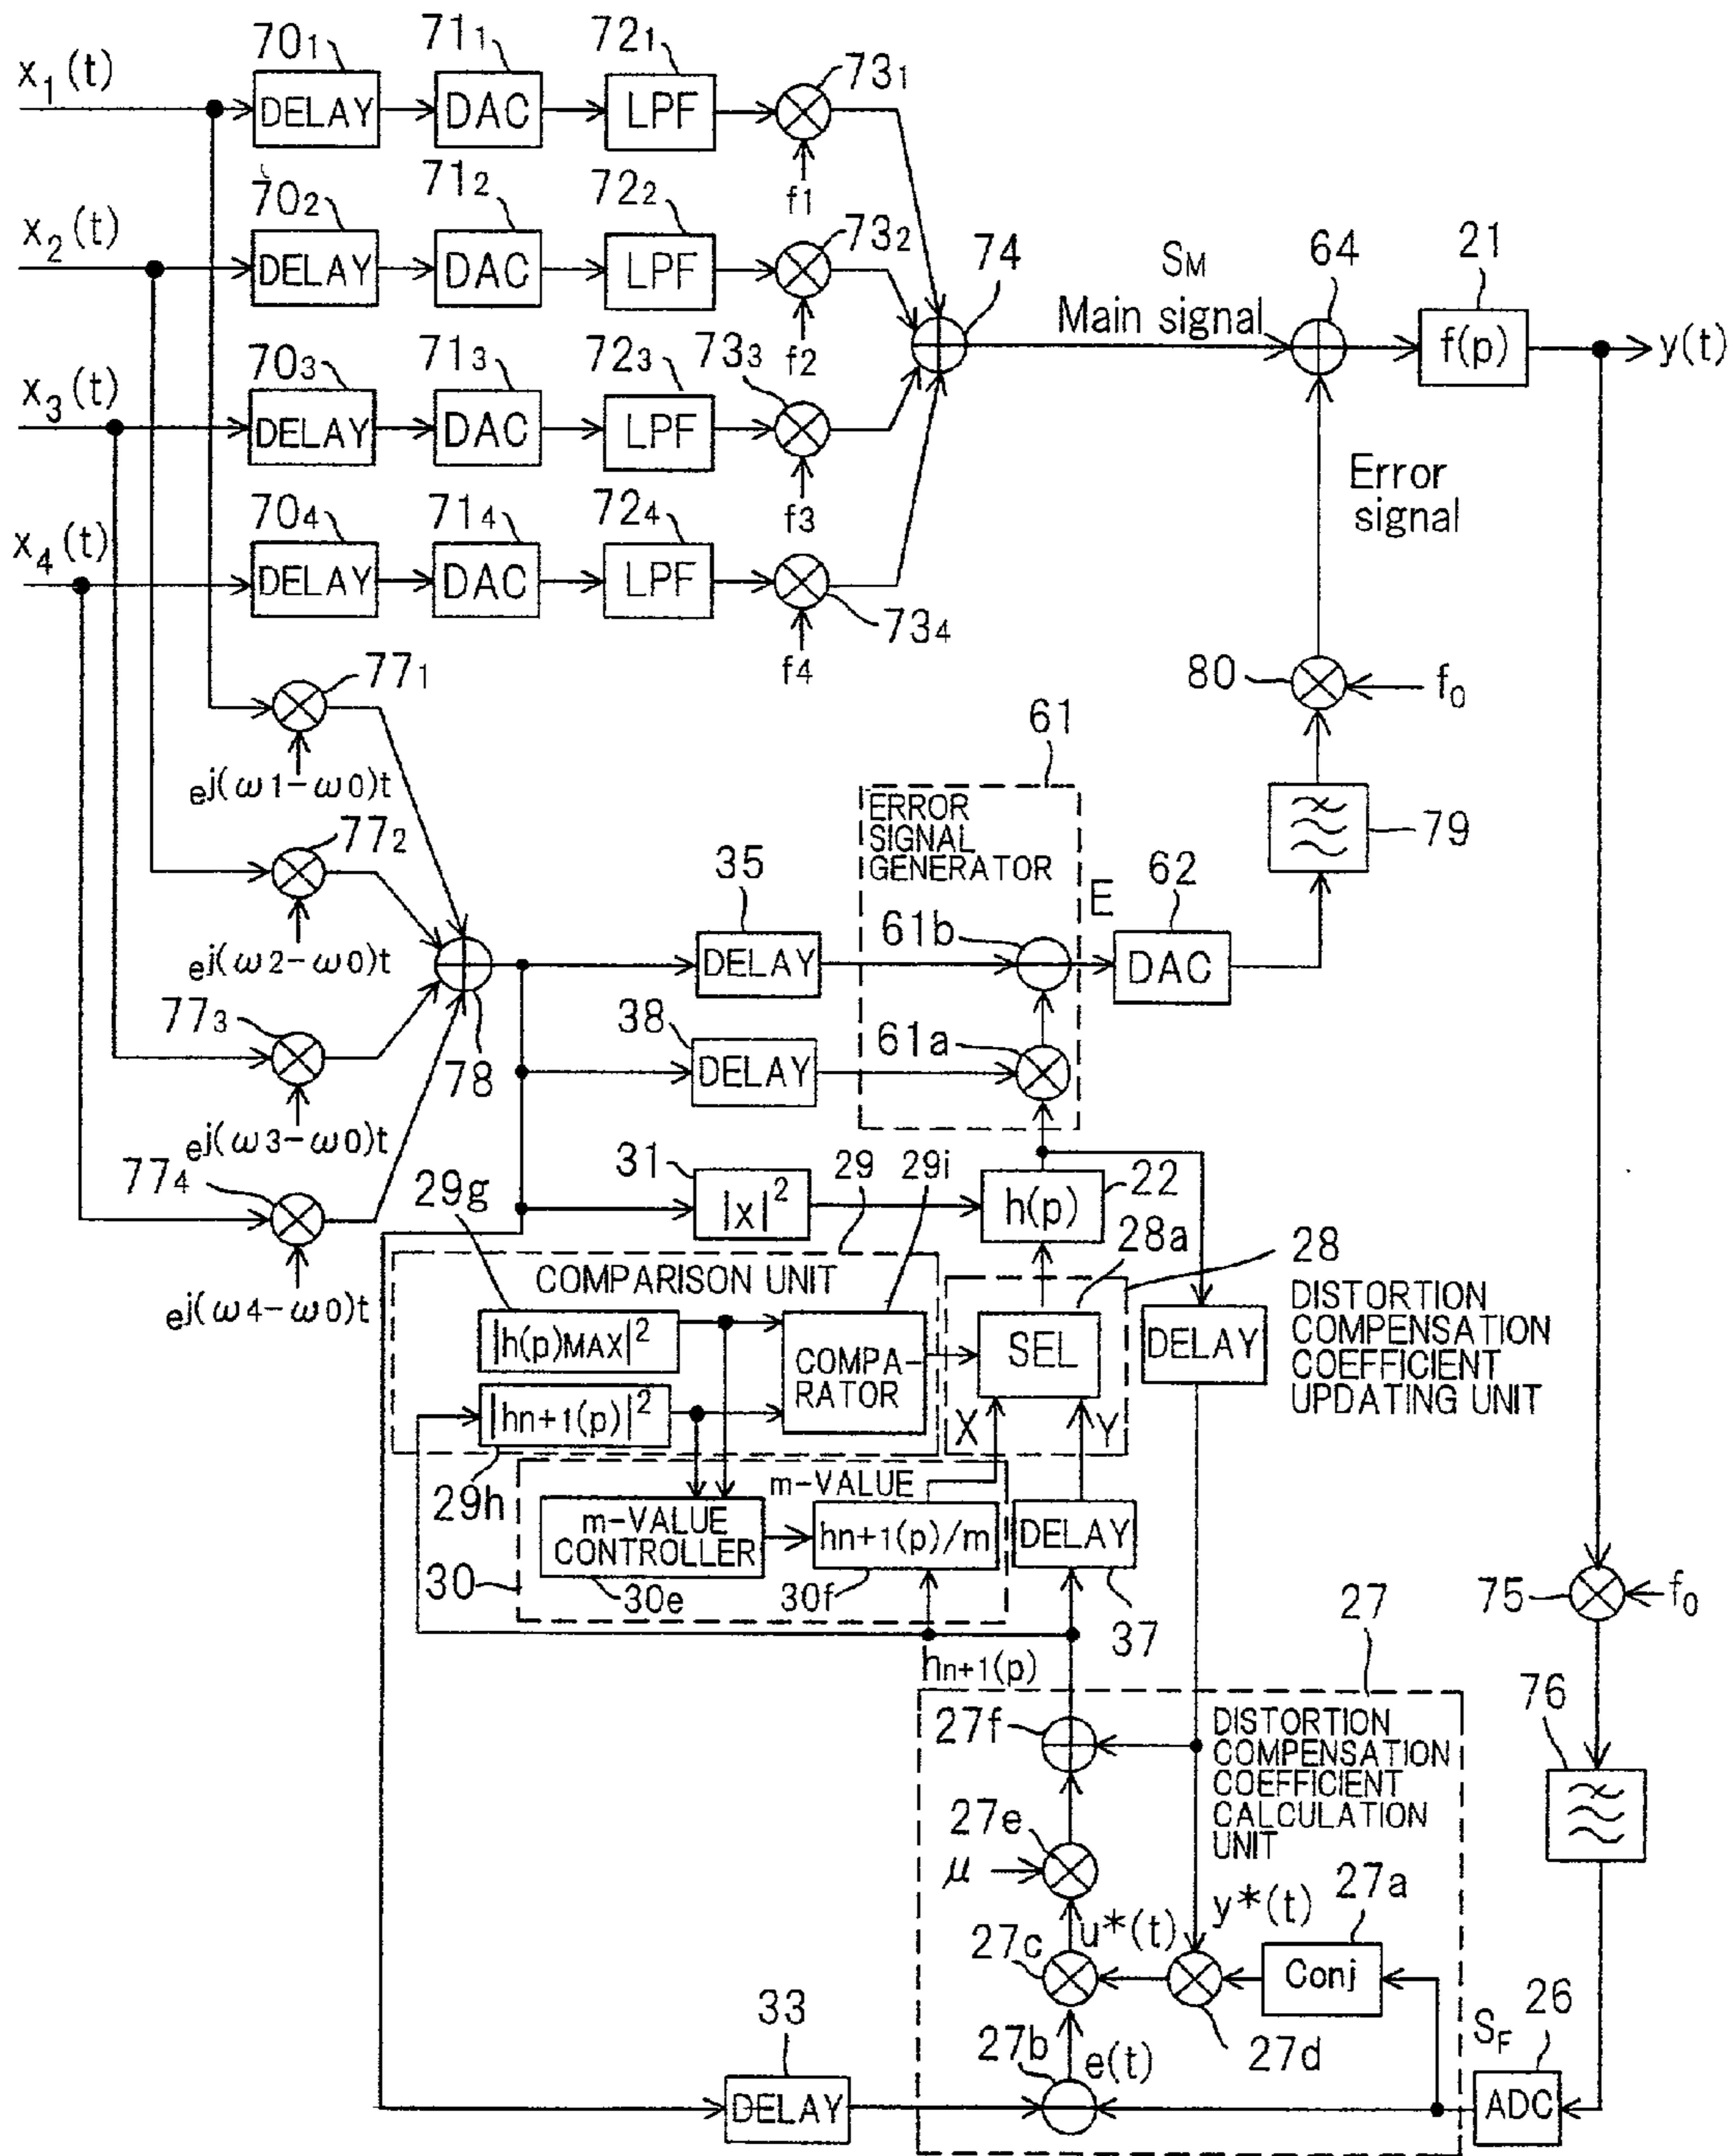 x₁(t)
70₁
71₁
72₁
73₁
DELAY
DAC
LPF
f1
x₂(t)
70₂
71₂
72₂
73₂
DELAY
DAC
LPF
f2
74
S_M
Main signal
64
21
f(p)
y(t)
x₃(t)
70₃
71₃
72₃
73₃
DELAY
DAC
LPF
f3
Error
signal
x₄(t)
70₄
71₄
72₄
DELAY
DAC
LPF
73₄
f4
77₁
ej(ω1-ω0)t
80
f₀
61
79
77₂
ej(ω2-ω0)t
ERROR
SIGNAL
GENERATOR
35
DELAY
61b
E
62
DAC
77₃
ej(ω3-ω0)t
78
38
DELAY
61a
77₄
ej(ω4-ω0)t
31
|x|²
29
29i
h(p)
22
29g
28a
28
COMPARISON UNIT
|h(p)MAX|²
COMPA-
RATOR
SEL
DELAY
DISTORTION
COMPENSATION
COEFFICIENT
UPDATING UNIT
|hn+1(p)|²
X
Y
29h
m-VALUE
m-VALUE
CONTROLLER
hn+1(p)/m
DELAY
30
30e
30f
37
75
f₀
hn+1(p)
27
27f
DISTORTION
COMPENSATION
COEFFICIENT
CALCULATION
UNIT
76
27e
μ
27a
y*(t)
u*(t)
27c
Conj
27d
33
DELAY
27b
e(t)
S_F
26
ADC